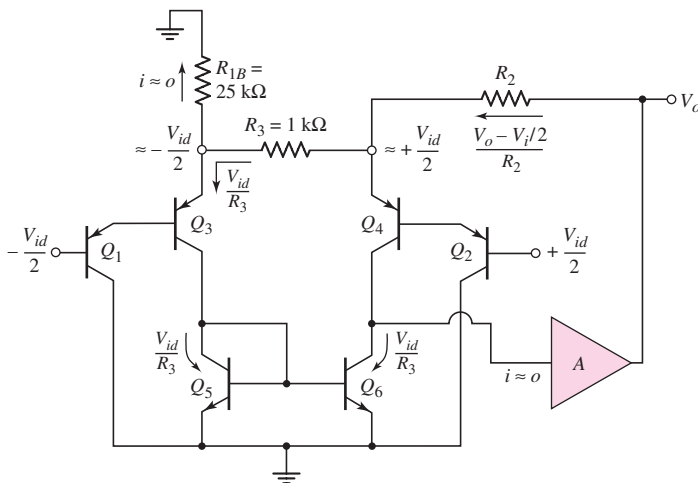 R1B =
25 kΩ
i ≈ o
R2
Vo
R3 = 1 kΩ
≈ − Vid/2
≈ + Vid/2
Vo − Vi/2
R2
Vid/R3
Q3
Q4
− Vid/2
Q1
Q2
+ Vid/2
Vid/R3
Vid/R3
Q5
Q6
i ≈ o
A